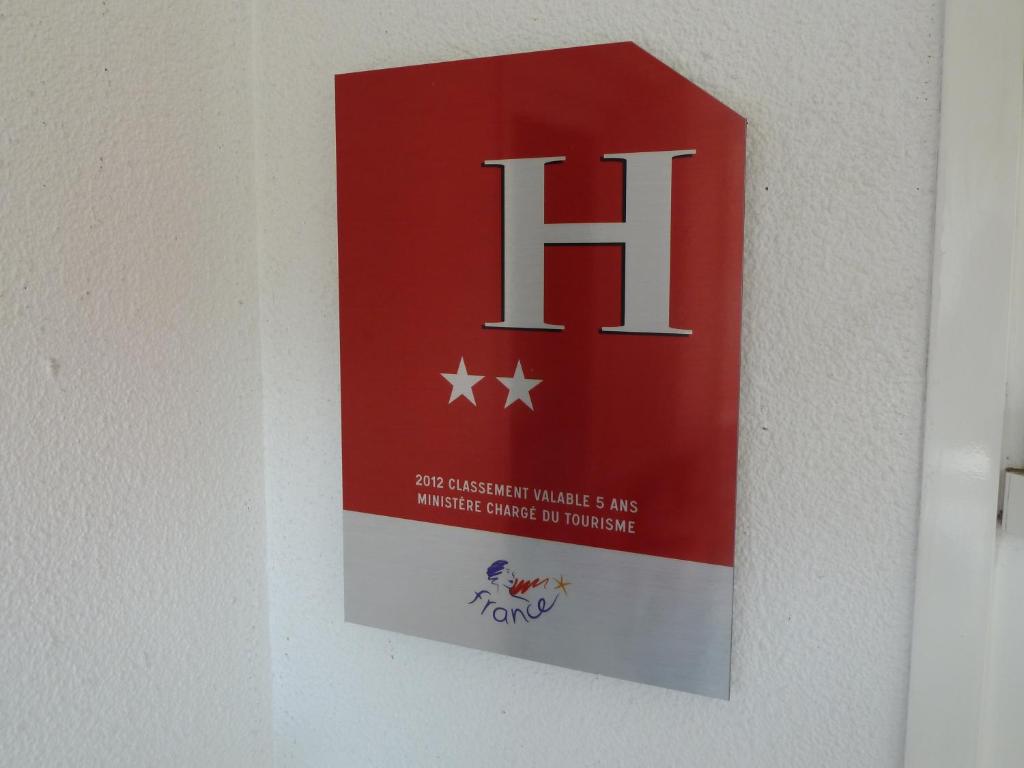 H
2012 CLASSEMENT VALABLE 5 ANS
MINISTÈRE CHARGÉ DU TOURISME
france